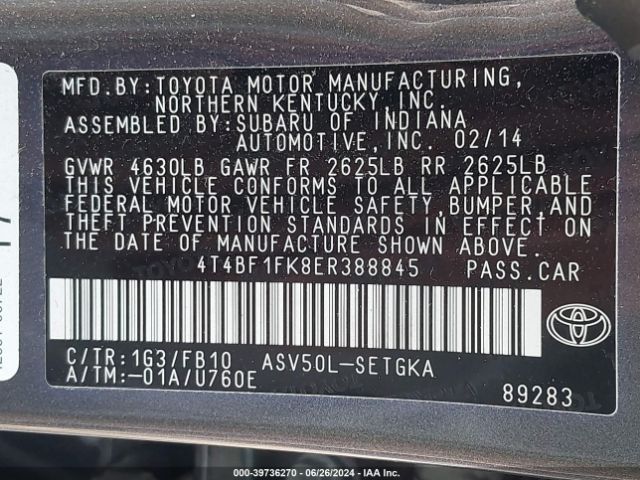 MFD.BY:TOYOTA MOTOR MANUFACTURING,
NORTHERN KENTUCKY,INC.
ASSEMBLED BY:SUBARU OF INDIANA
AUTOMOTIVE,INC. 02/14
GVWR 4630LB GAWR FR 2625LB RR 2625LB
THIS VEHICLE CONFORMS TO ALL APPLICABLE
FEDERAL MOTOR VEHICLE SAFETY,BUMPER,AND
THEFT PREVENTION STANDARDS IN EFFECT ON
THE DATE OF MANUFACTURE SHOWN ABOVE.
4T4BF1FK8ER388845 PASS.CAR
C/TR:1G3/FB10 ASV50L-SETGKA
A/TM:-01A/U760E
89283
000-39736270 - 06/26/2024 - IAA Inc.